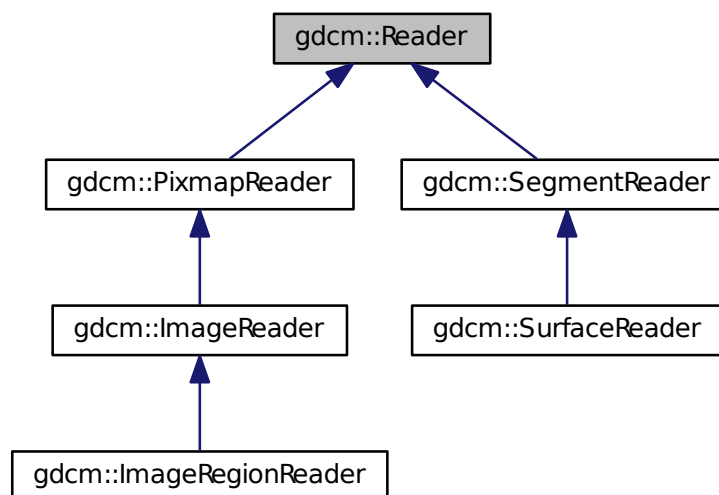 gdcm::Reader
gdcm::PixmapReader
gdcm::SegmentReader
gdcm::ImageReader
gdcm::SurfaceReader
gdcm::ImageRegionReader